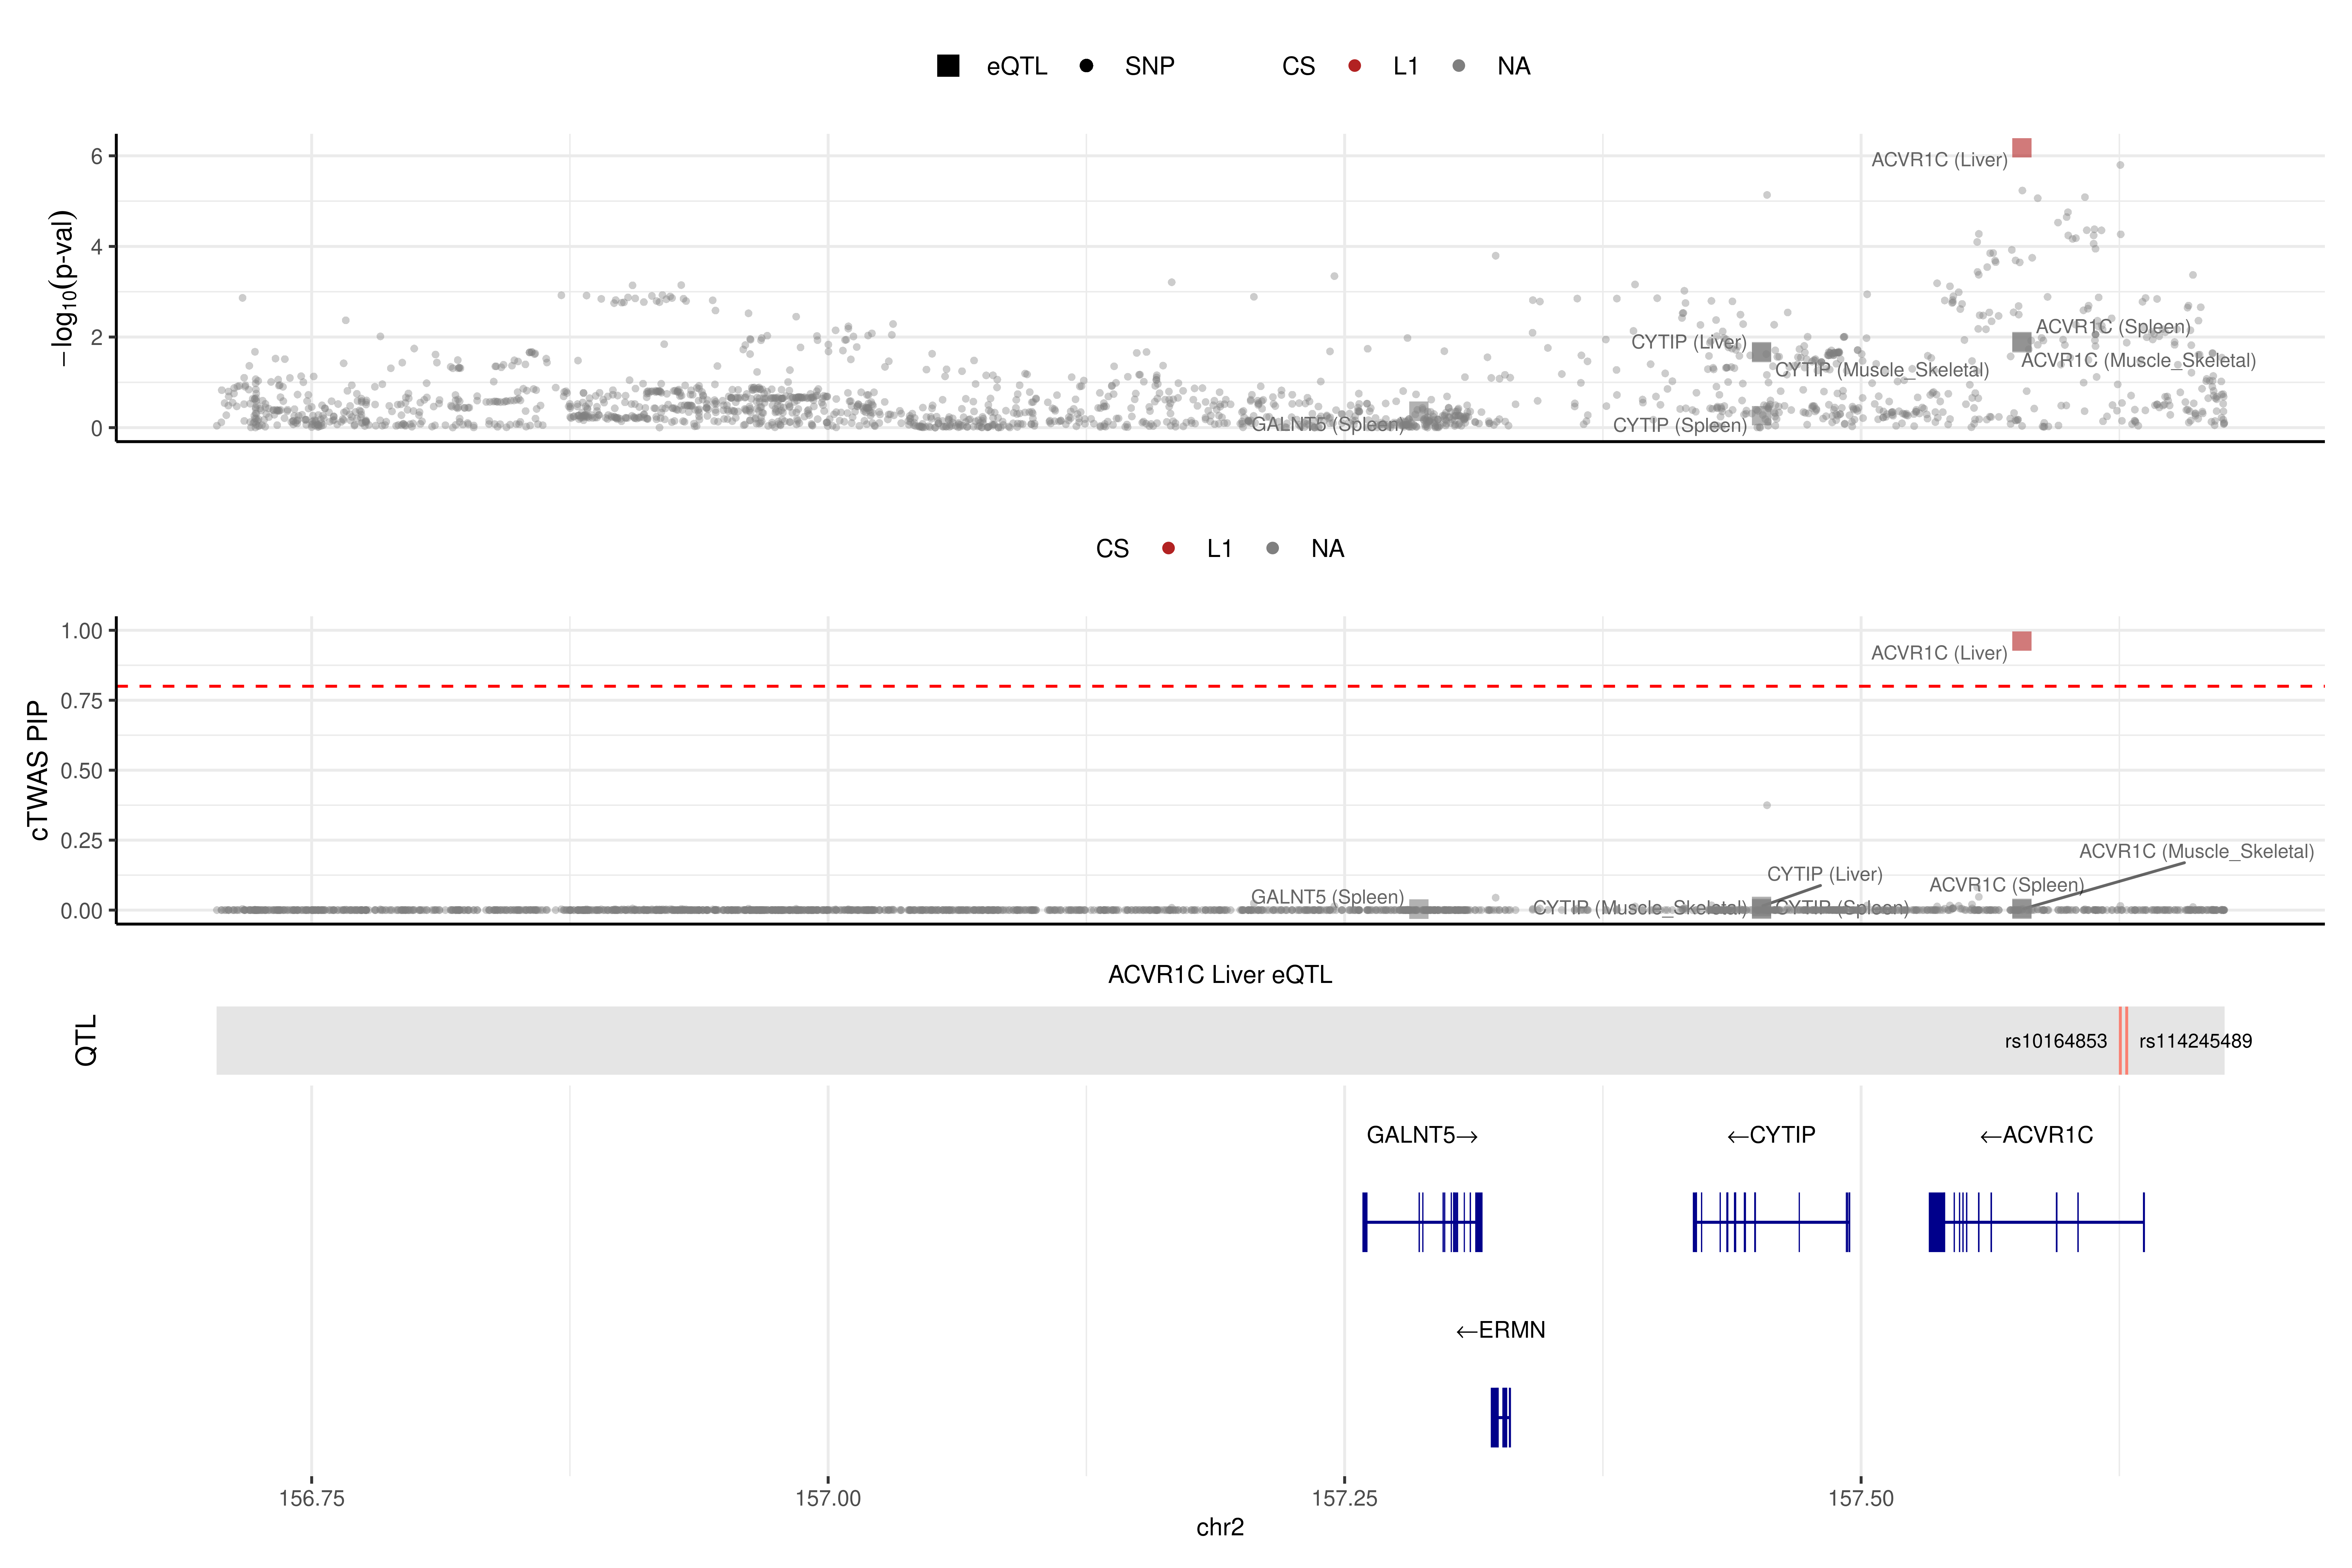 eQTL SNP CS L1 NA
−log10(p-val)
6
4
2
0
ACVR1C (Liver)
ACVR1C (Spleen)
CYTIP (Liver)
ACVR1C (Muscle_Skeletal)
CYTIP (Muscle_Skeletal)
GALNT5 (Spleen)
CYTIP (Spleen)
CS L1 NA
cTWAS PIP
1.00
0.75
0.50
0.25
0.00
ACVR1C (Liver)
ACVR1C (Muscle_Skeletal)
CYTIP (Liver)
ACVR1C (Spleen)
GALNT5 (Spleen)
CYTIP (Muscle_Skeletal)
CYTIP (Spleen)
ACVR1C Liver eQTL
QTL
rs10164853
rs114245489
GALNT5→
←CYTIP
←ACVR1C
←ERMN
156.75 157.00 157.25 157.50
chr2